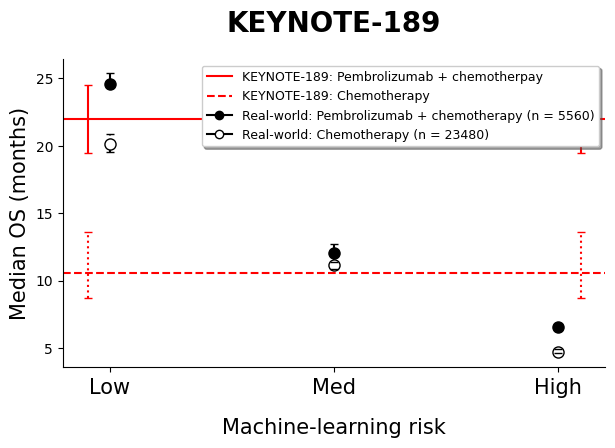 KEYNOTE-189
KEYNOTE-189: Pembrolizumab + chemotherpay
KEYNOTE-189: Chemotherapy
Real-world: Pembrolizumab + chemotherapy (n = 5560)
Real-world: Chemotherapy (n = 23480)
Median OS (months)
25
20
15
10
5
Low Med High
Machine-learning risk